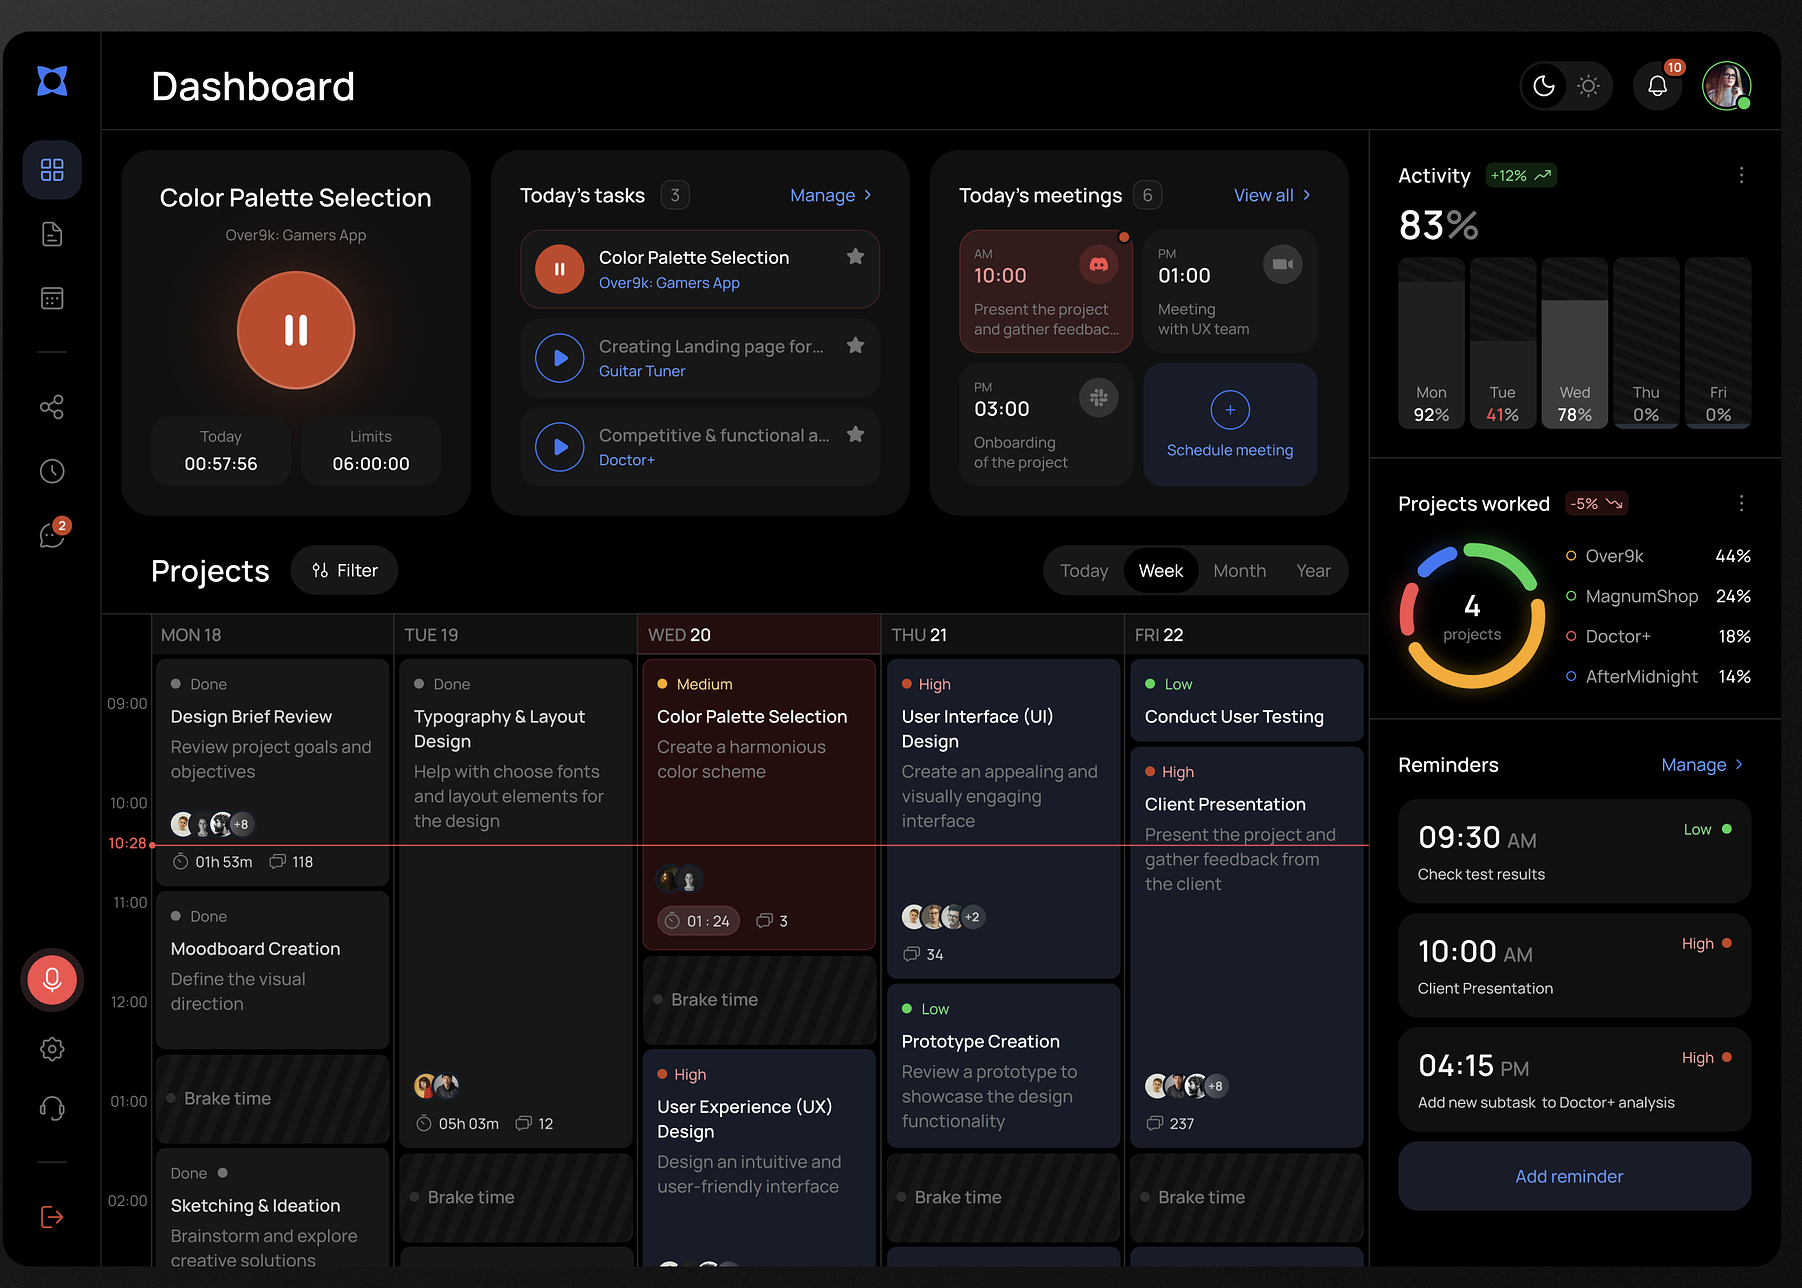 Dashboard
10
Color Palette Selection
Over9k: Gamers App
Today
00:57:56
Limits
06:00:00
Today's tasks 3
Manage >
Color Palette Selection
Over9k: Gamers App
Creating Landing page for...
Guitar Tuner
Competitive & functional a...
Doctor+
Today's meetings 6
View all >
AM
10:00
Present the project
and gather feedbac...
PM
01:00
Meeting
with UX team
PM
03:00
Onboarding
of the project
+
Schedule meeting
Activity +12%
83%
Mon
92%
Tue
41%
Wed
78%
Thu
0%
Fri
0%
Projects worked -5%
4
projects
Over9k 44%
MagnumShop 24%
Doctor+ 18%
AfterMidnight 14%
Reminders
Manage >
09:30 AM
Low
Check test results
10:00 AM
High
Client Presentation
04:15 PM
High
Add new subtask to Doctor+ analysis
Add reminder
2
Projects
Filter
Today Week Month Year
09:00
10:00
10:28
11:00
12:00
01:00
02:00
MON 18
Done
Design Brief Review
Review project goals and
objectives
+8
01h 53m 118
Done
Moodboard Creation
Define the visual
direction
Brake time
Done
Sketching & Ideation
Brainstorm and explore
creative solutions
TUE 19
Done
Typography & Layout
Design
Help with choose fonts
and layout elements for
the design
05h 03m 12
Brake time
WED 20
Medium
Color Palette Selection
Create a harmonious
color scheme
01 : 24 3
Brake time
High
User Experience (UX)
Design
Design an intuitive and
user-friendly interface
THU 21
High
User Interface (UI)
Design
Create an appealing and
visually engaging
interface
+2
34
Low
Prototype Creation
Review a prototype to
showcase the design
functionality
Brake time
FRI 22
Low
Conduct User Testing
High
Client Presentation
Present the project and
gather feedback from
the client
+8
237
Brake time